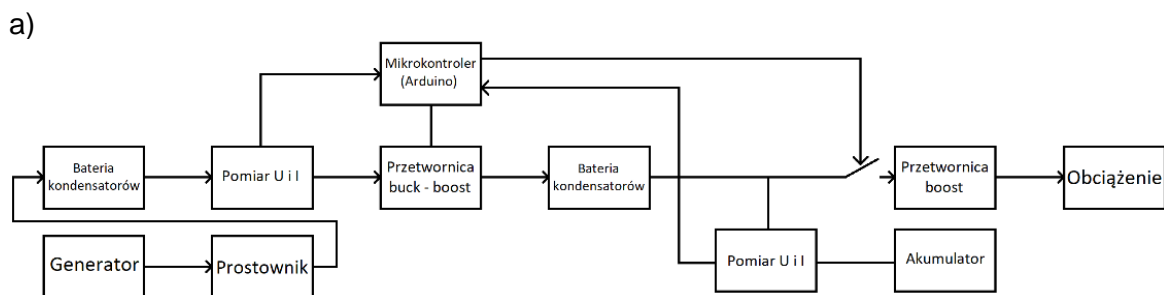 a)
Mikrokontroler
(Arduino)
Bateria
kondensatorów
Pomiar U i I
Przetwornica
buck - boost
Bateria
kondensatorów
Przetwornica
boost
Obciążenie
Generator
Prostownik
Pomiar U i I
Akumulator